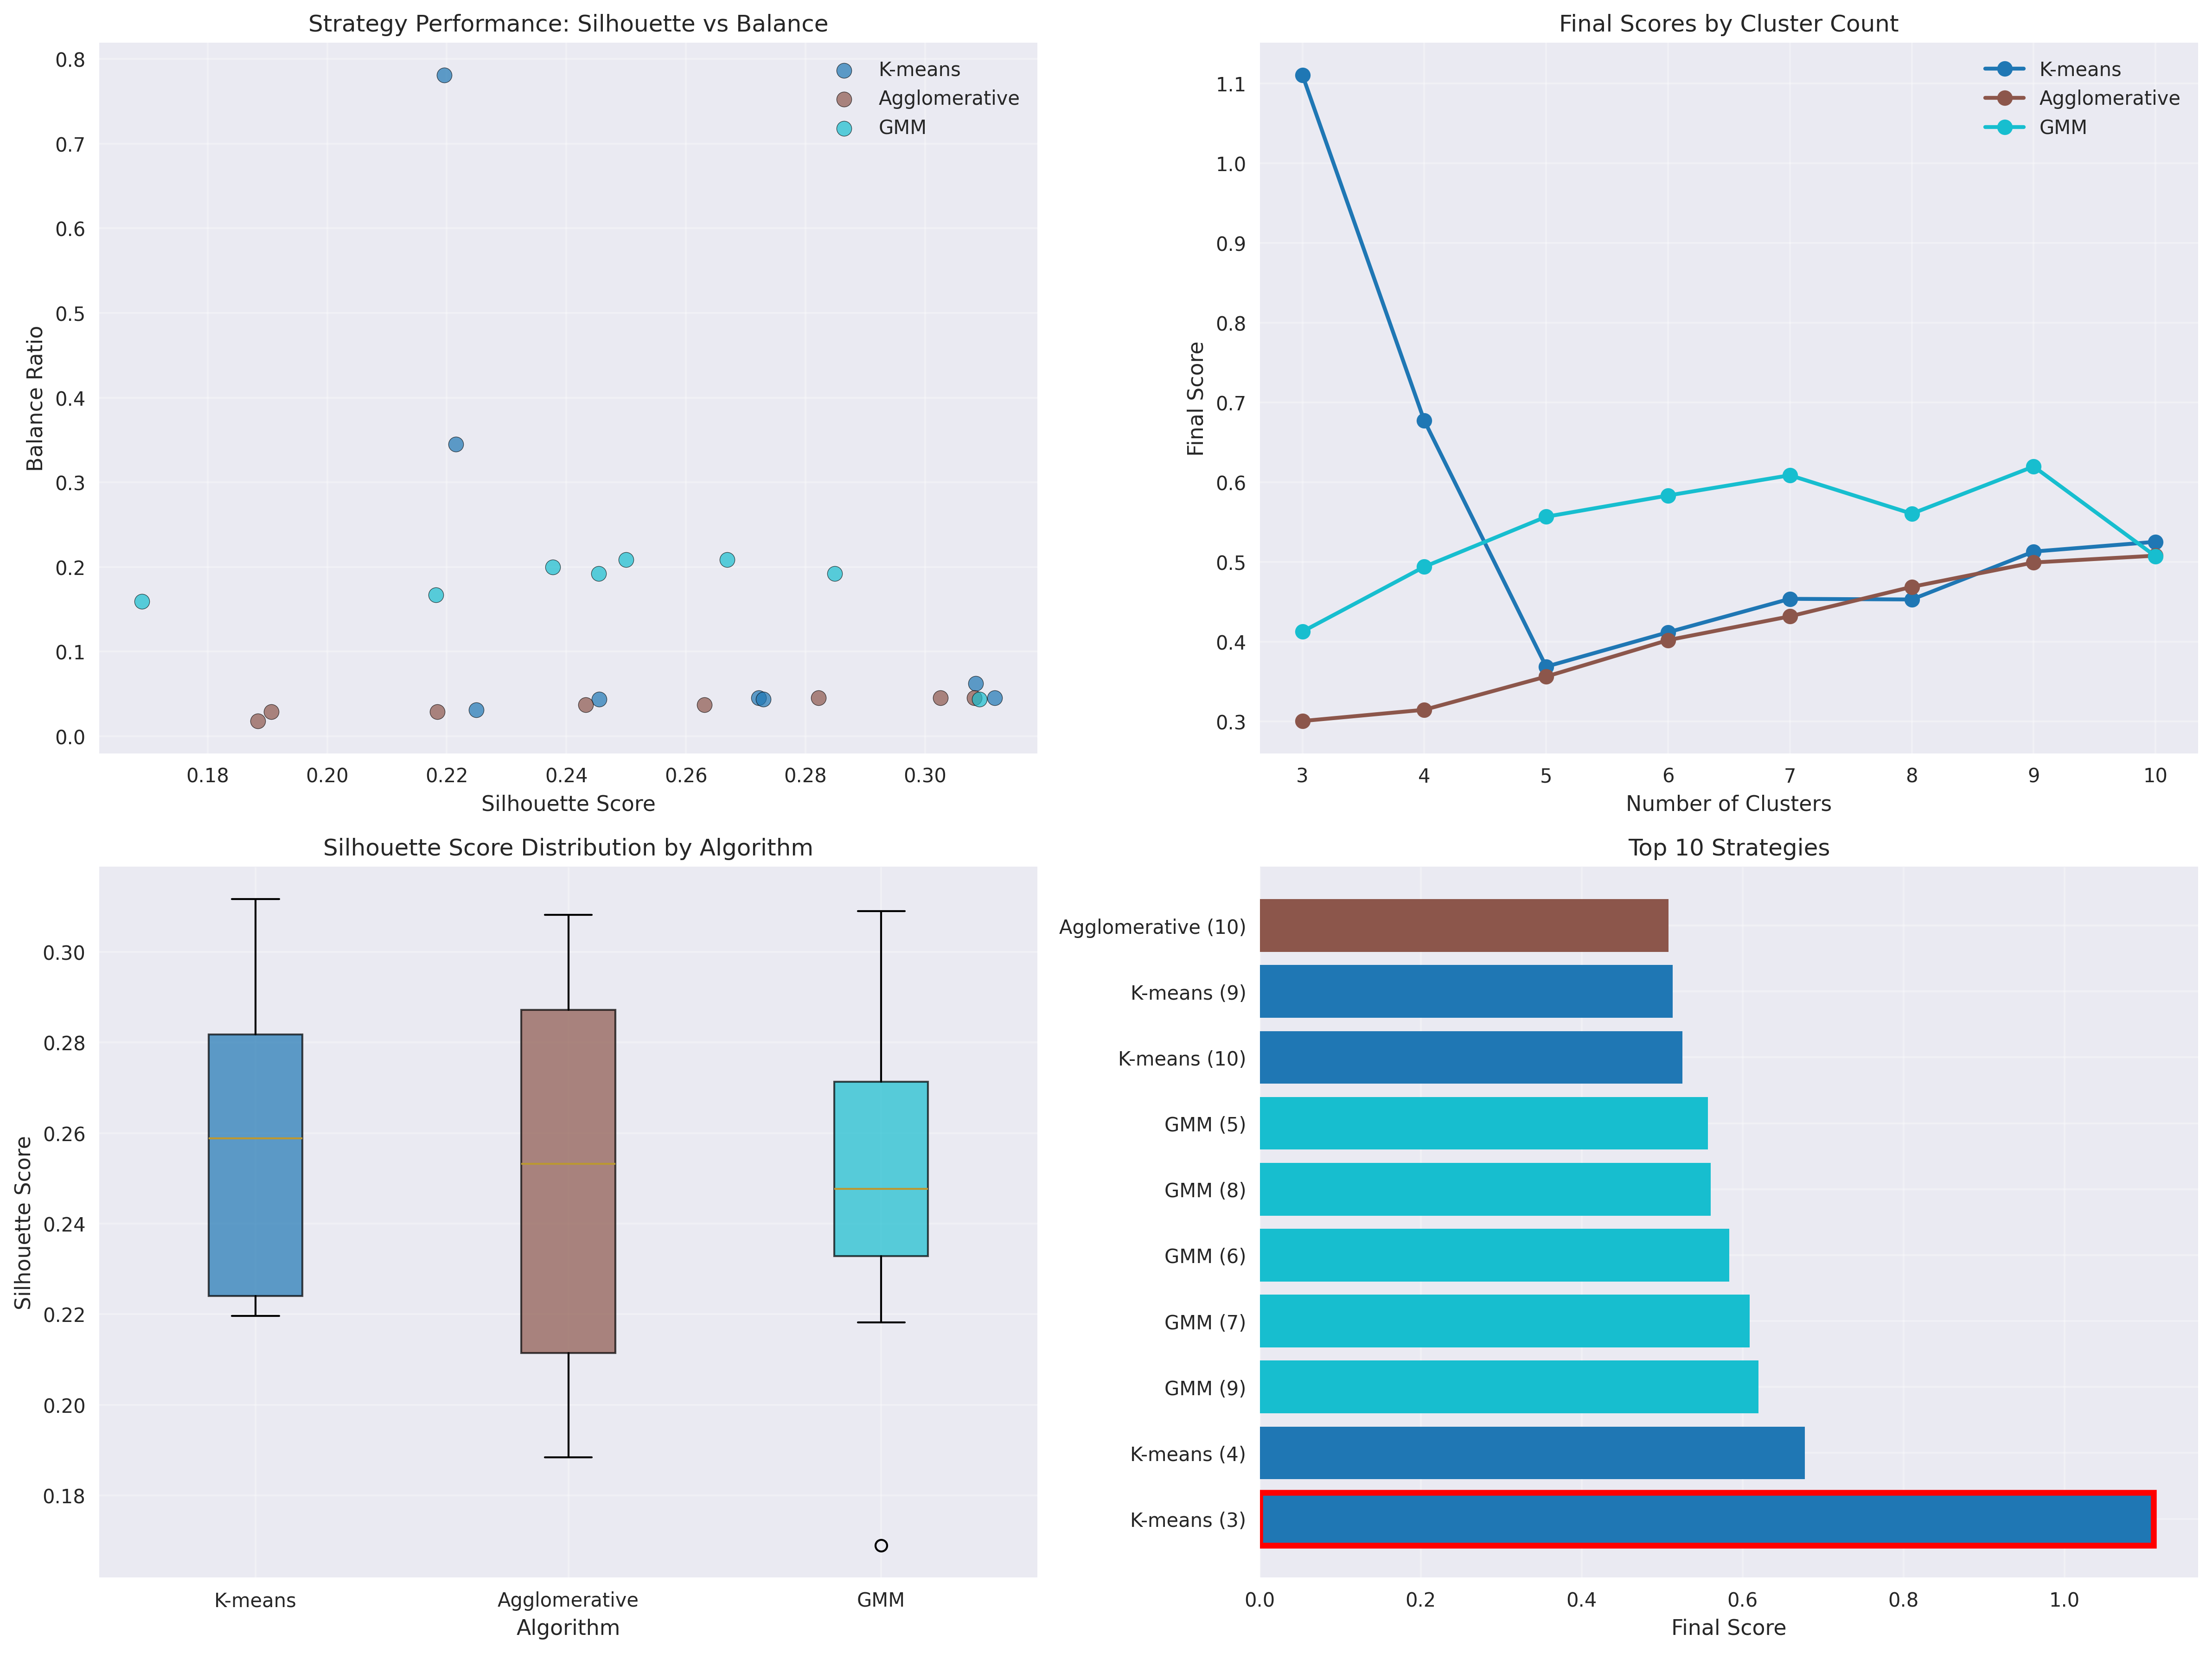 Strategy Performance: Silhouette vs Balance
K-means
Agglomerative
GMM
0.8
0.7
0.6
0.5
0.4
0.3
0.2
0.1
0.0
Balance Ratio
0.18 0.20 0.22 0.24 0.26 0.28 0.30
Silhouette Score
Final Scores by Cluster Count
K-means
Agglomerative
GMM
1.1
1.0
0.9
0.8
0.7
0.6
0.5
0.4
0.3
Final Score
3 4 5 6 7 8 9 10
Number of Clusters
Silhouette Score Distribution by Algorithm
0.30
0.28
0.26
0.24
0.22
0.20
0.18
Silhouette Score
K-means Agglomerative GMM
Algorithm
Top 10 Strategies
Agglomerative (10)
K-means (9)
K-means (10)
GMM (5)
GMM (8)
GMM (6)
GMM (7)
GMM (9)
K-means (4)
K-means (3)
0.0 0.2 0.4 0.6 0.8 1.0
Final Score